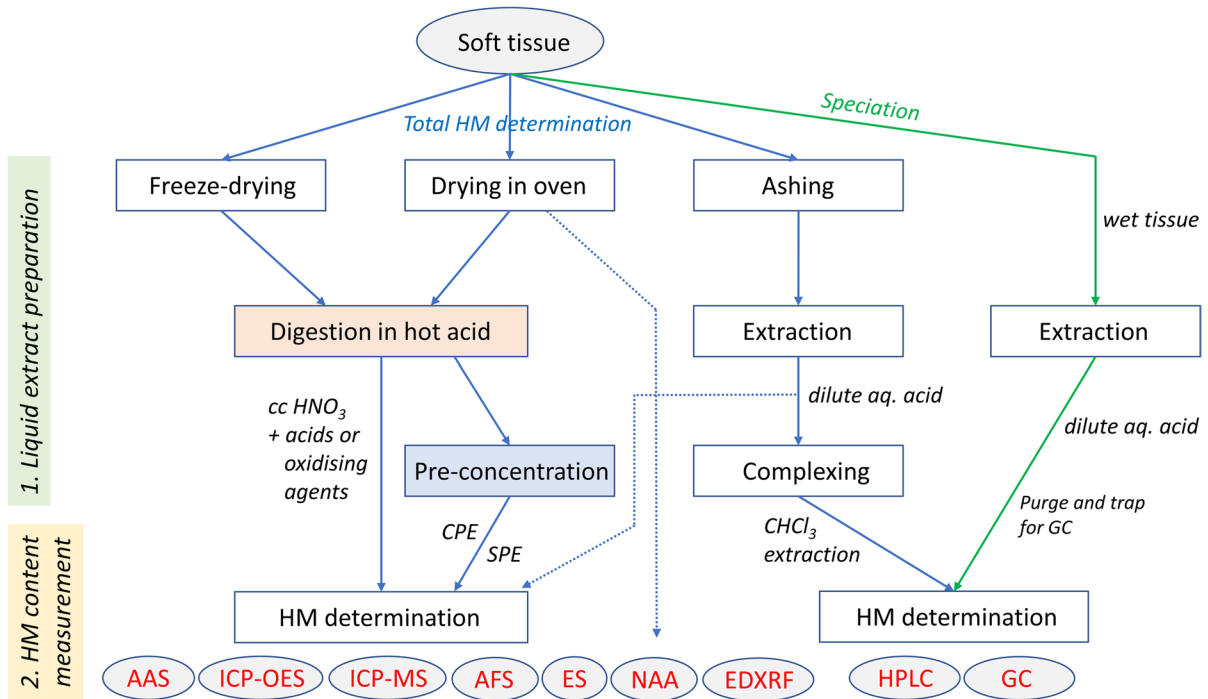 Soft tissue
Speciation
Total HM determination
1. Liquid extract preparation
Freeze-drying
Drying in oven
Ashing
wet tissue
Digestion in hot acid
Extraction
Extraction
cc HNO₃
+ acids or
oxidising
agents
dilute aq. acid
dilute aq. acid
Pre-concentration
Complexing
CPE
SPE
CHCl₃
extraction
Purge and trap
for GC
2. HM content
measurement
HM determination
HM determination
AAS
ICP-OES
ICP-MS
AFS
ES
NAA
EDXRF
HPLC
GC